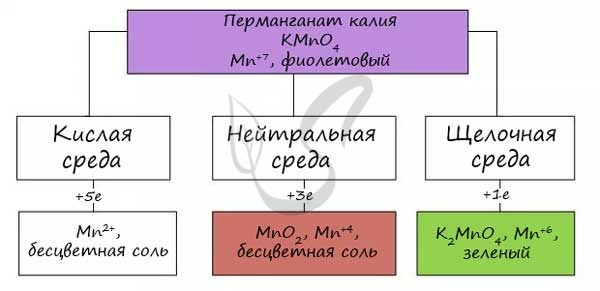 Перманганат калия
KMnO₄
Mn⁺⁷, фиолетовый
Кислая
среда
Нейтральная
среда
Щелочная
среда
+5e
+3e
+1e
Mn²⁺,
бесцветная соль
MnO₂, Mn⁺⁴,
бесцветная соль
K₂MnO₄, Mn⁺⁶,
зеленый